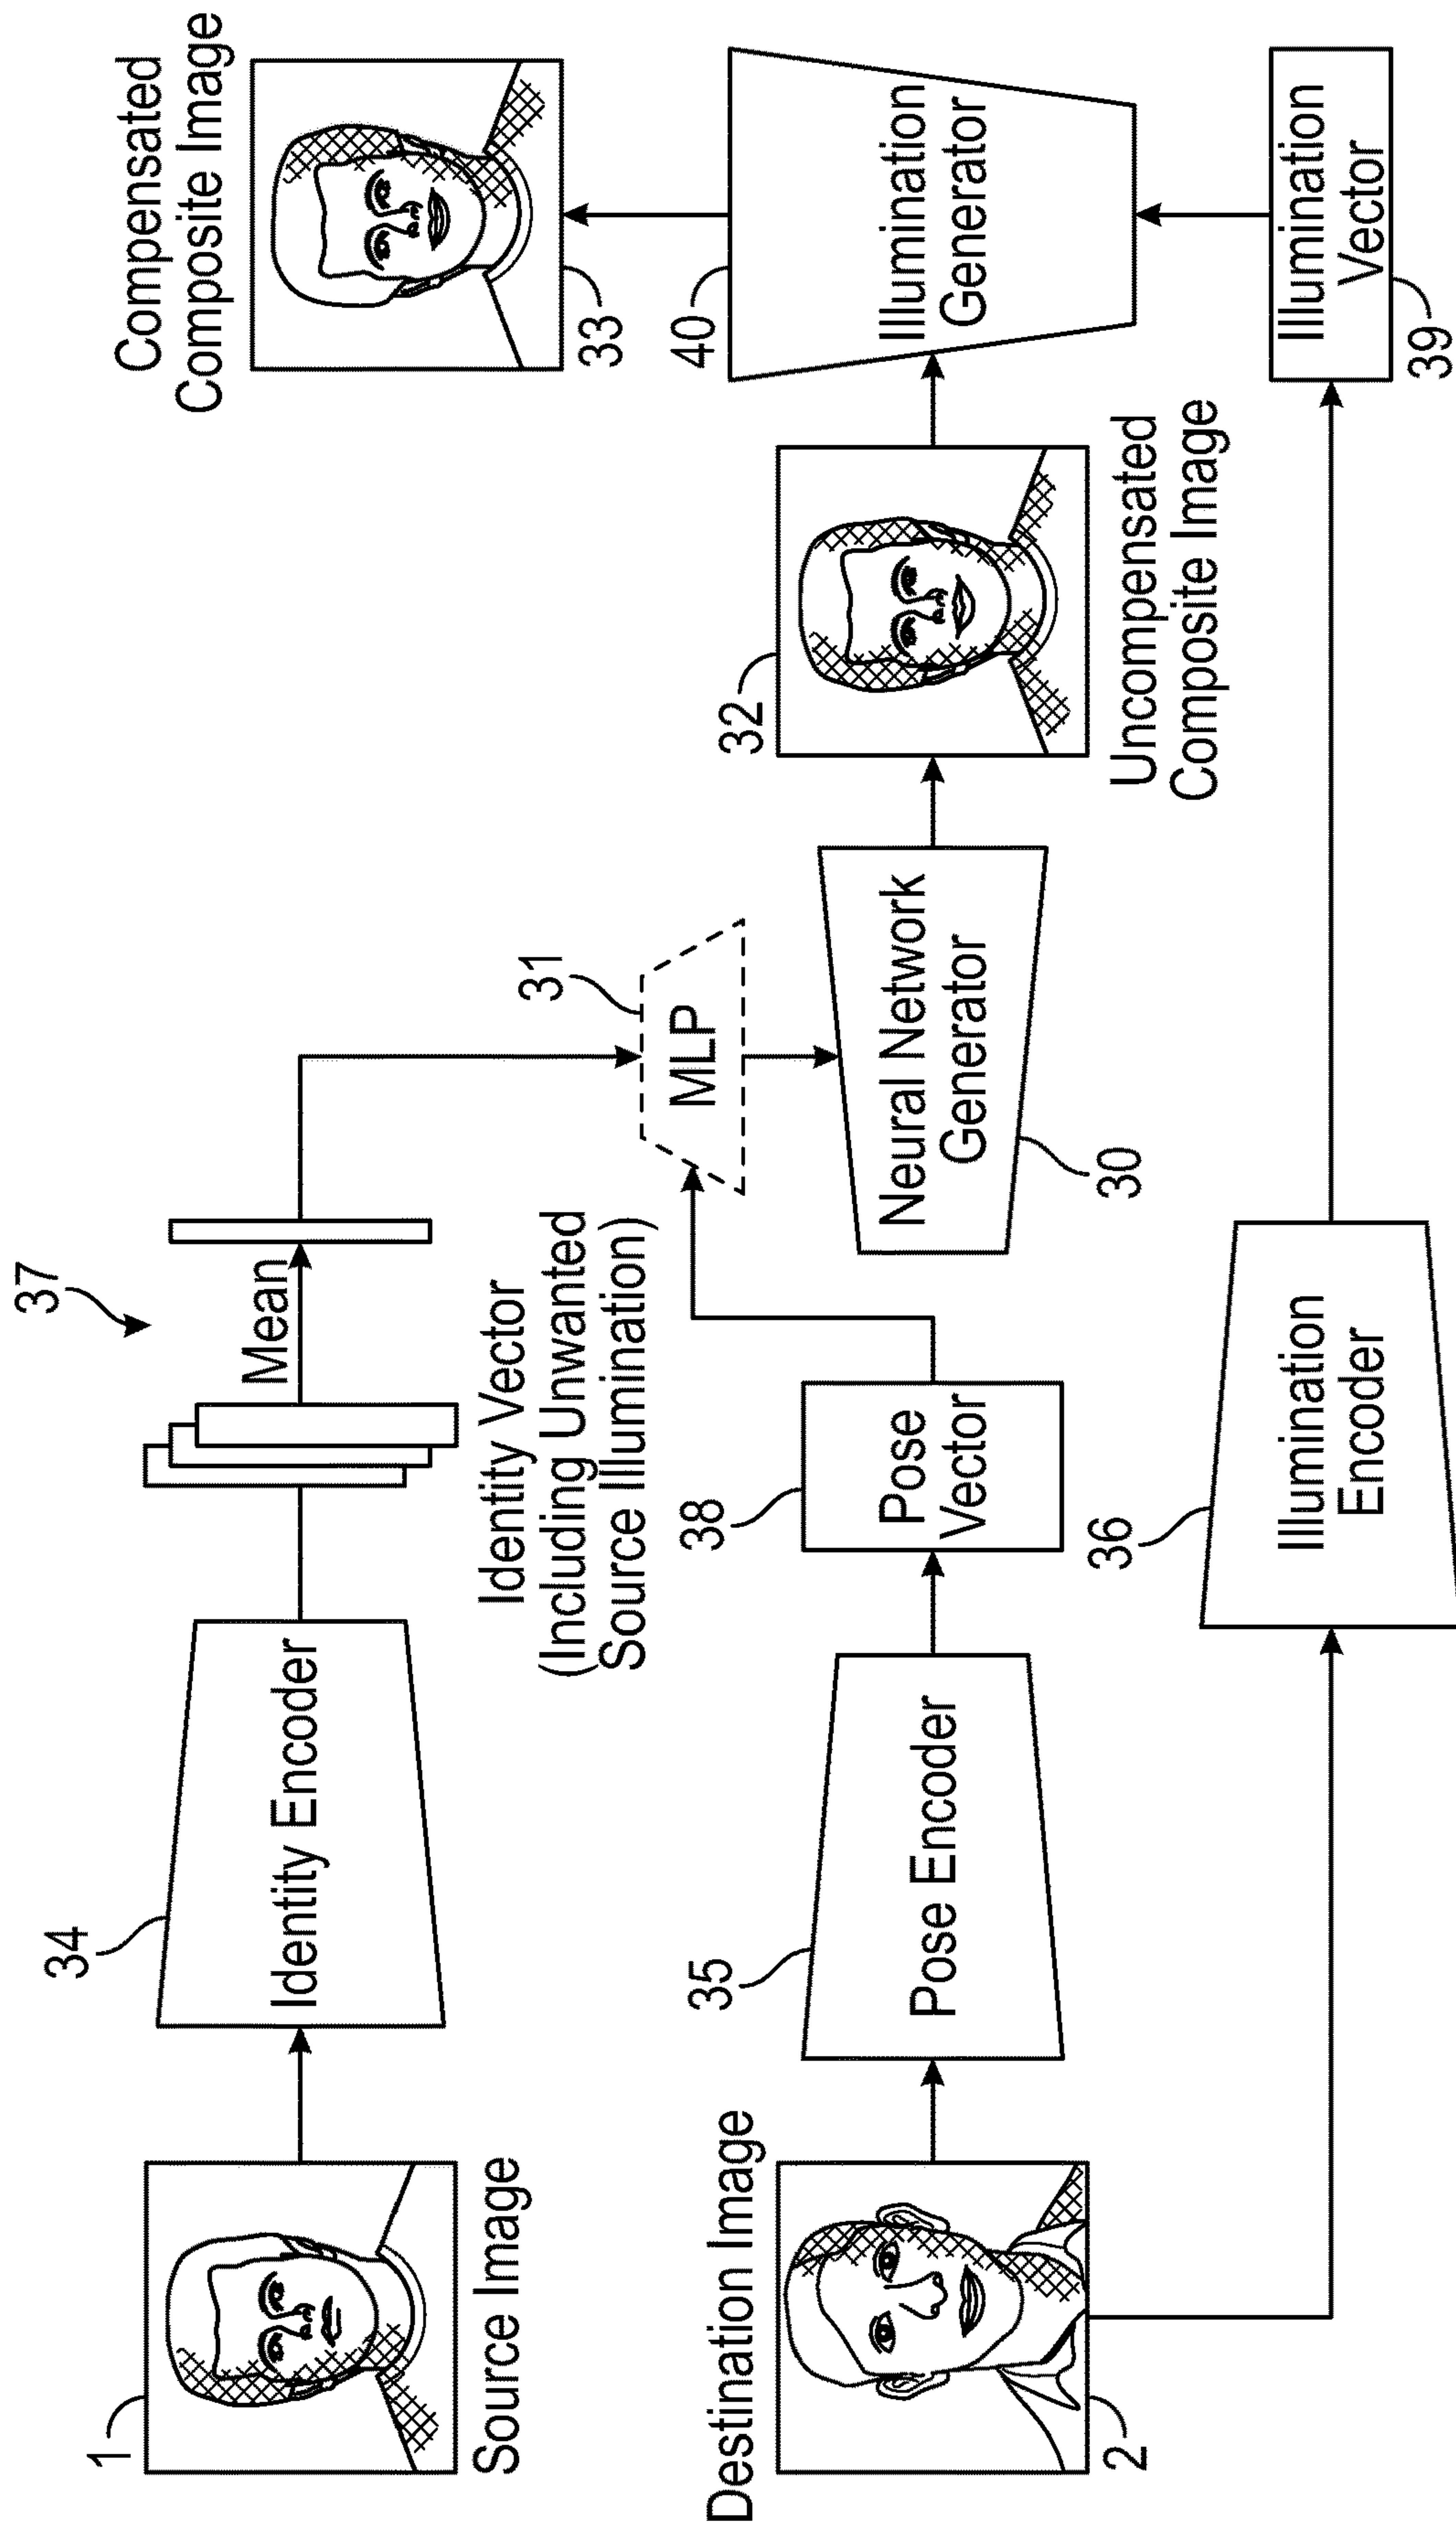 1
Source Image
34
Identity Encoder
37
Mean
Identity Vector
(Including Unwanted
Source Illumination)
Destination Image
2
35
Pose Encoder
38
Pose
Vector
31
MLP
Neural Network
Generator
30
32
Uncompensated
Composite Image
36
Illumination
Encoder
Illumination
Vector
39
40
Illumination
Generator
33
Compensated
Composite Image